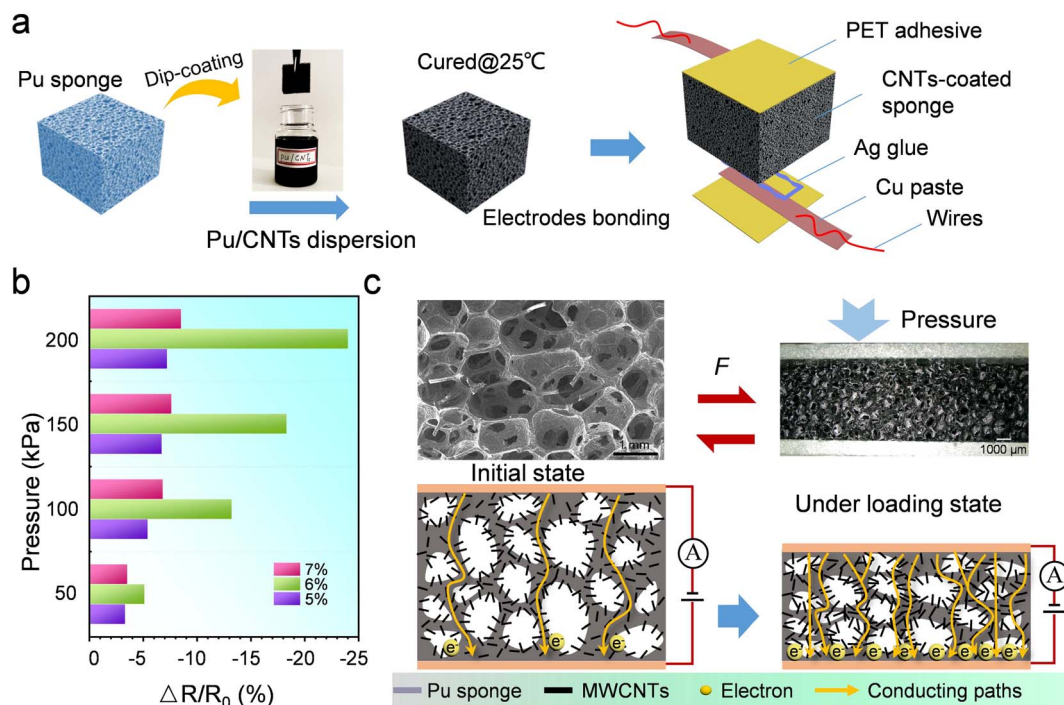 a
Pu sponge
Dip-coating
PU/CNTs
Pu/CNTs dispersion
Cured@25℃
Electrodes bonding
PET adhesive
CNTs-coated
sponge
Ag glue
Cu paste
Wires
b
Pressure (kPa)
200
150
100
50
7%
6%
5%
0 -5 -10 -15 -20 -25
△R/R₀ (%)
c
1 mm
Initial state
F
Pressure
1000 μm
Under loading state
A
e⁻ e⁻ e⁻
A
e⁻ e⁻ e⁻ e⁻ e⁻ e⁻ e⁻ e⁻
Pu sponge MWCNTs Electron Conducting paths